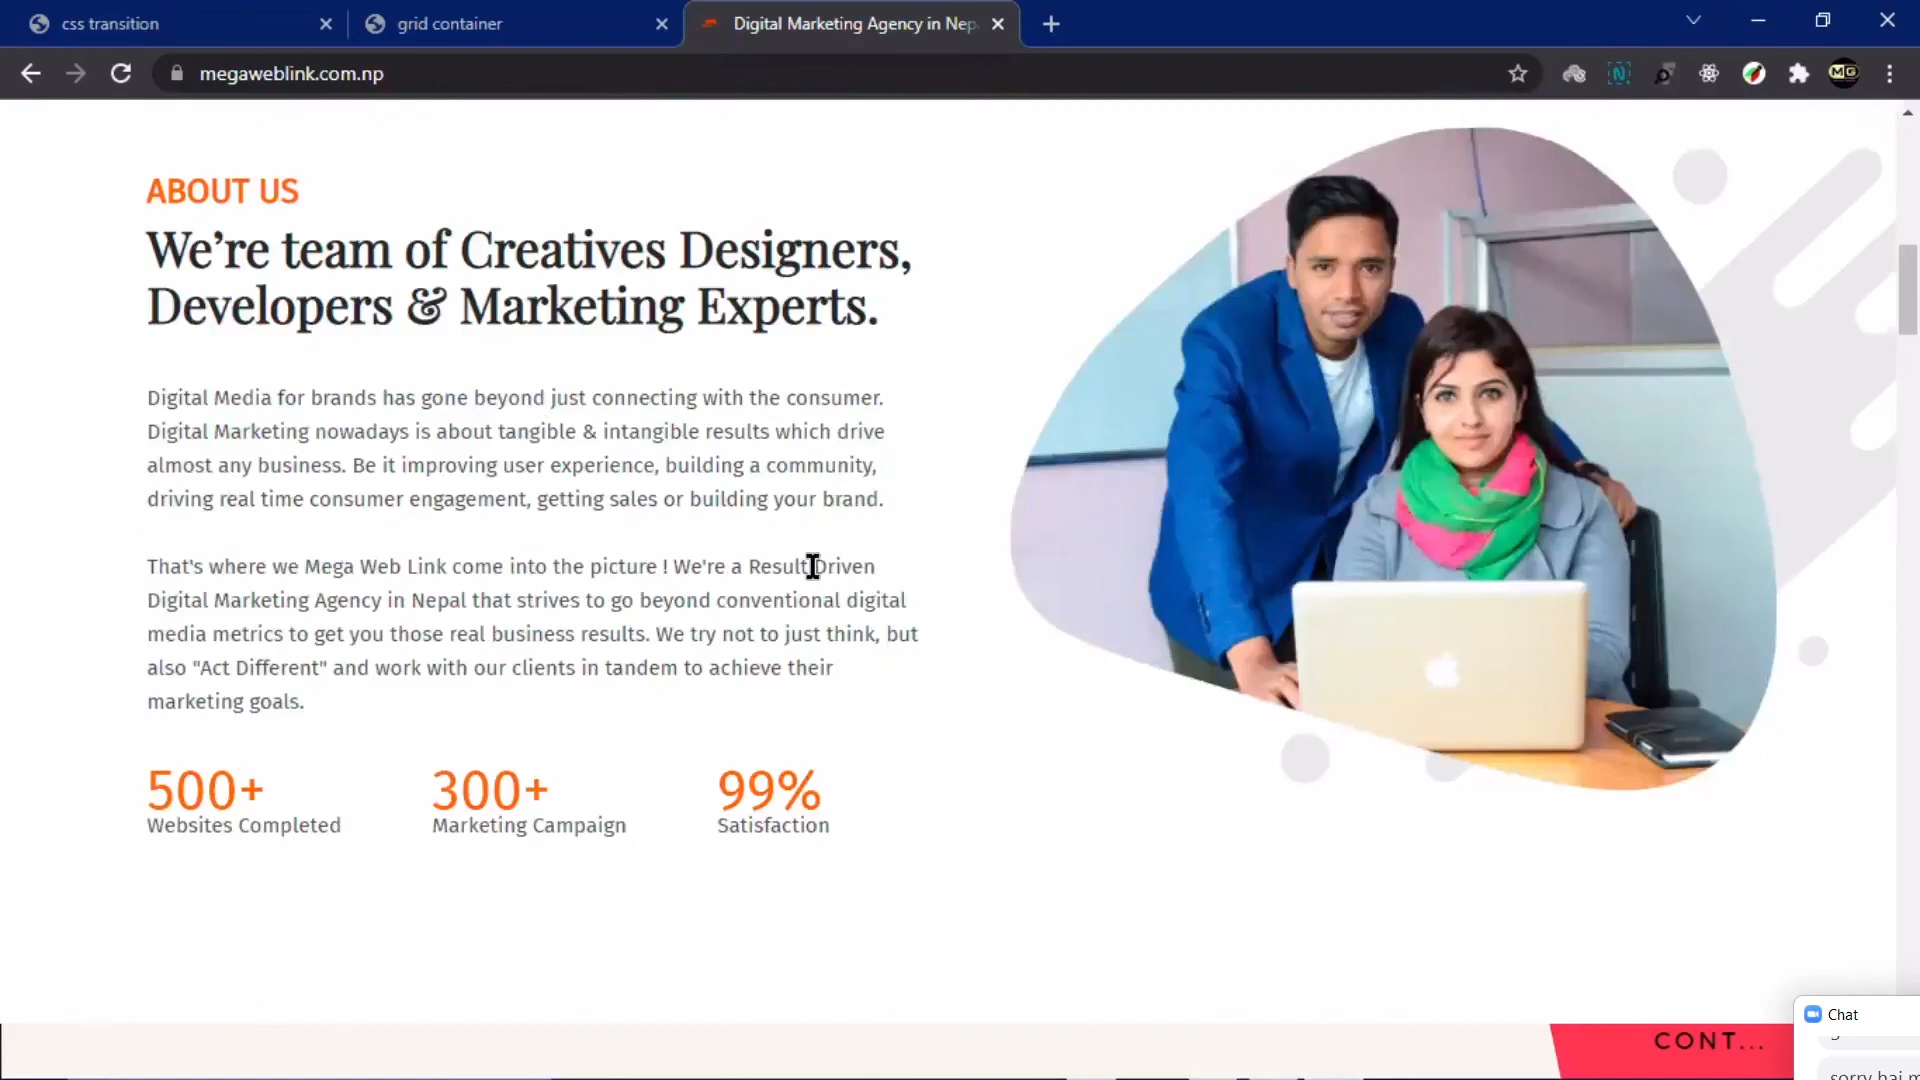 css transition
grid container
Digital Marketing Agency in Nep
megaweblink.com.np
MG
ABOUT US
We’re team of Creatives Designers,
Developers & Marketing Experts.
Digital Media for brands has gone beyond just connecting with the consumer.
Digital Marketing nowadays is about tangible & intangible results which drive
almost any business. Be it improving user experience, building a community,
driving real time consumer engagement, getting sales or building your brand.
That's where we Mega Web Link come into the picture ! We're a Result Driven
Digital Marketing Agency in Nepal that strives to go beyond conventional digital
media metrics to get you those real business results. We try not to just think, but
also "Act Different" and work with our clients in tandem to achieve their
marketing goals.
500+ 300+ 99%
Websites Completed Marketing Campaign Satisfaction
Chat
CONT...
sorry hai